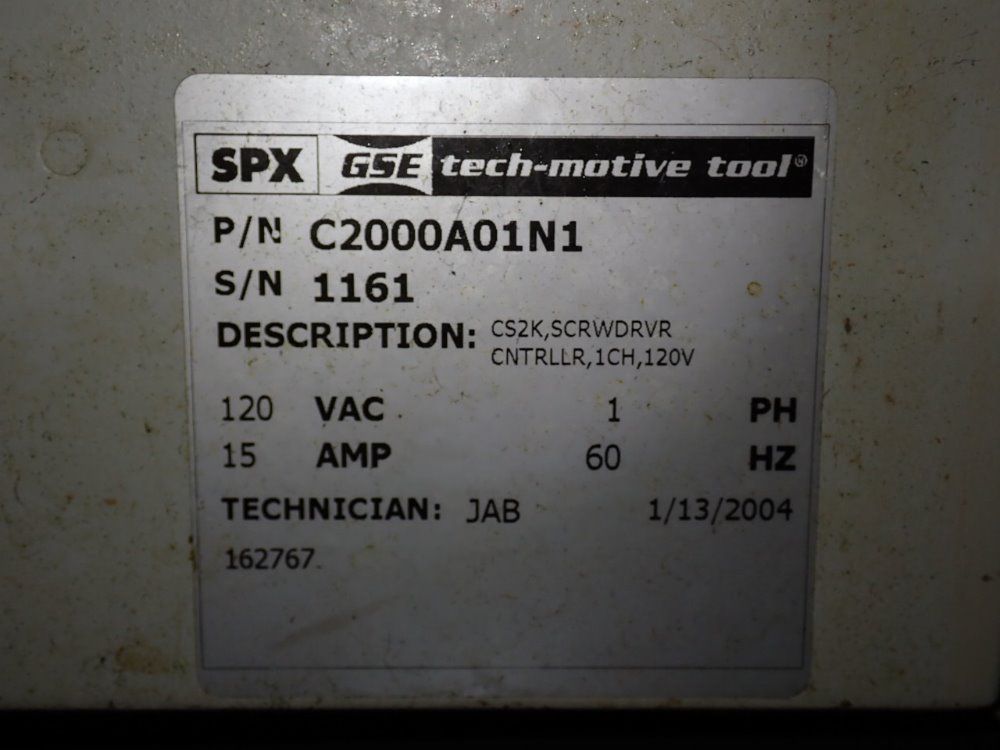 SPX GSE tech-motive tool®
P/N C2000A01N1
S/N 1161
DESCRIPTION: CS2K,SCRWDRVR
CNTRLLR,1CH,120V
120 VAC 1 PH
15 AMP 60 HZ
TECHNICIAN: JAB 1/13/2004
162767